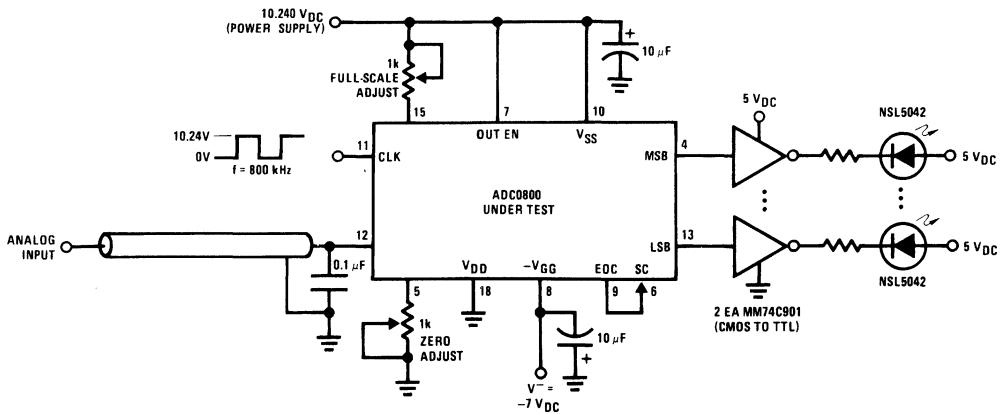 10.240 VDC
(POWER SUPPLY)
1k
FULL-SCALE
ADJUST
+
10 µF
15
7
10
OUT EN
VSS
5 VDC
NSL5042
10.24V
0V
f = 800 kHz
11
CLK
MSB
4
5 VDC
ADC0800
UNDER TEST
ANALOG
INPUT
12
0.1 µF
LSB
13
5 VDC
NSL5042
VDD
–VGG
EOC
SC
5
18
8
9
6
1k
ZERO
ADJUST
10 µF
+
2 EA MM74C901
(CMOS TO TTL)
V– =
–7 VDC